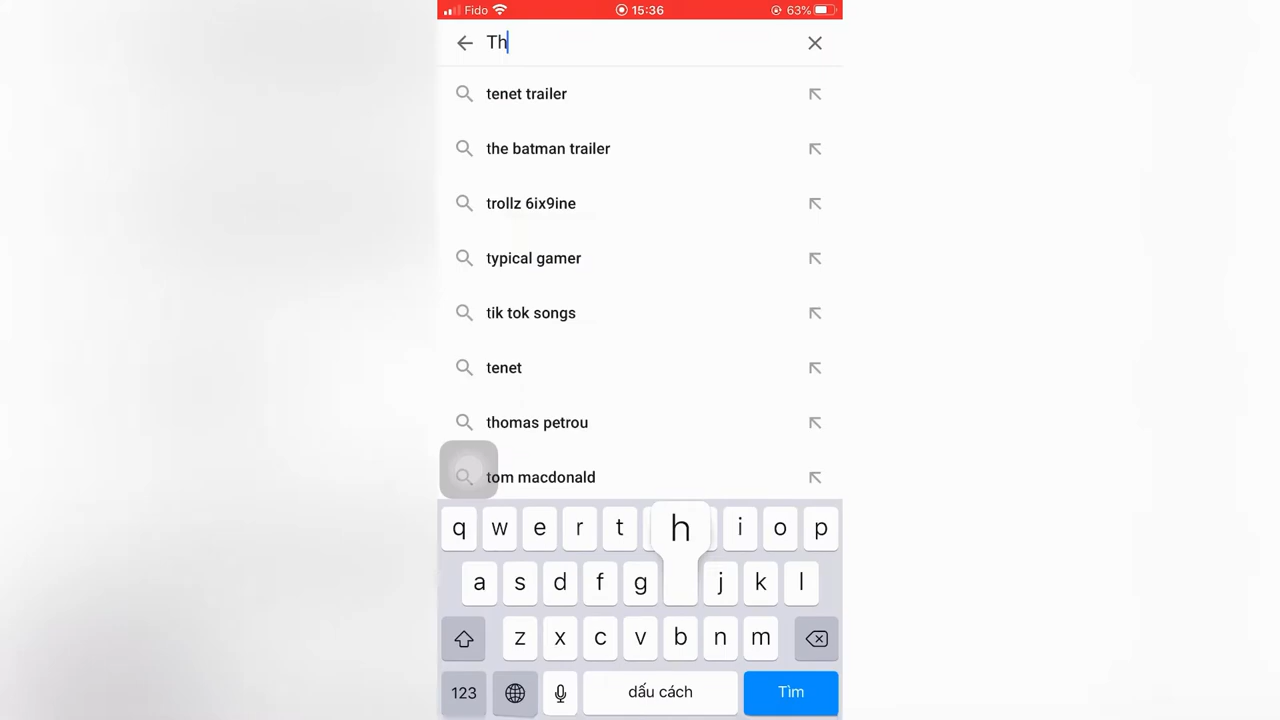 Fido 15:36 63%
Th
tenet trailer
the batman trailer
trollz 6ix9ine
typical gamer
tik tok songs
tenet
thomas petrou
tom macdonald
q w e r t h i o p
a s d f g j k l
z x c v b n m
123 dấu cách Tìm